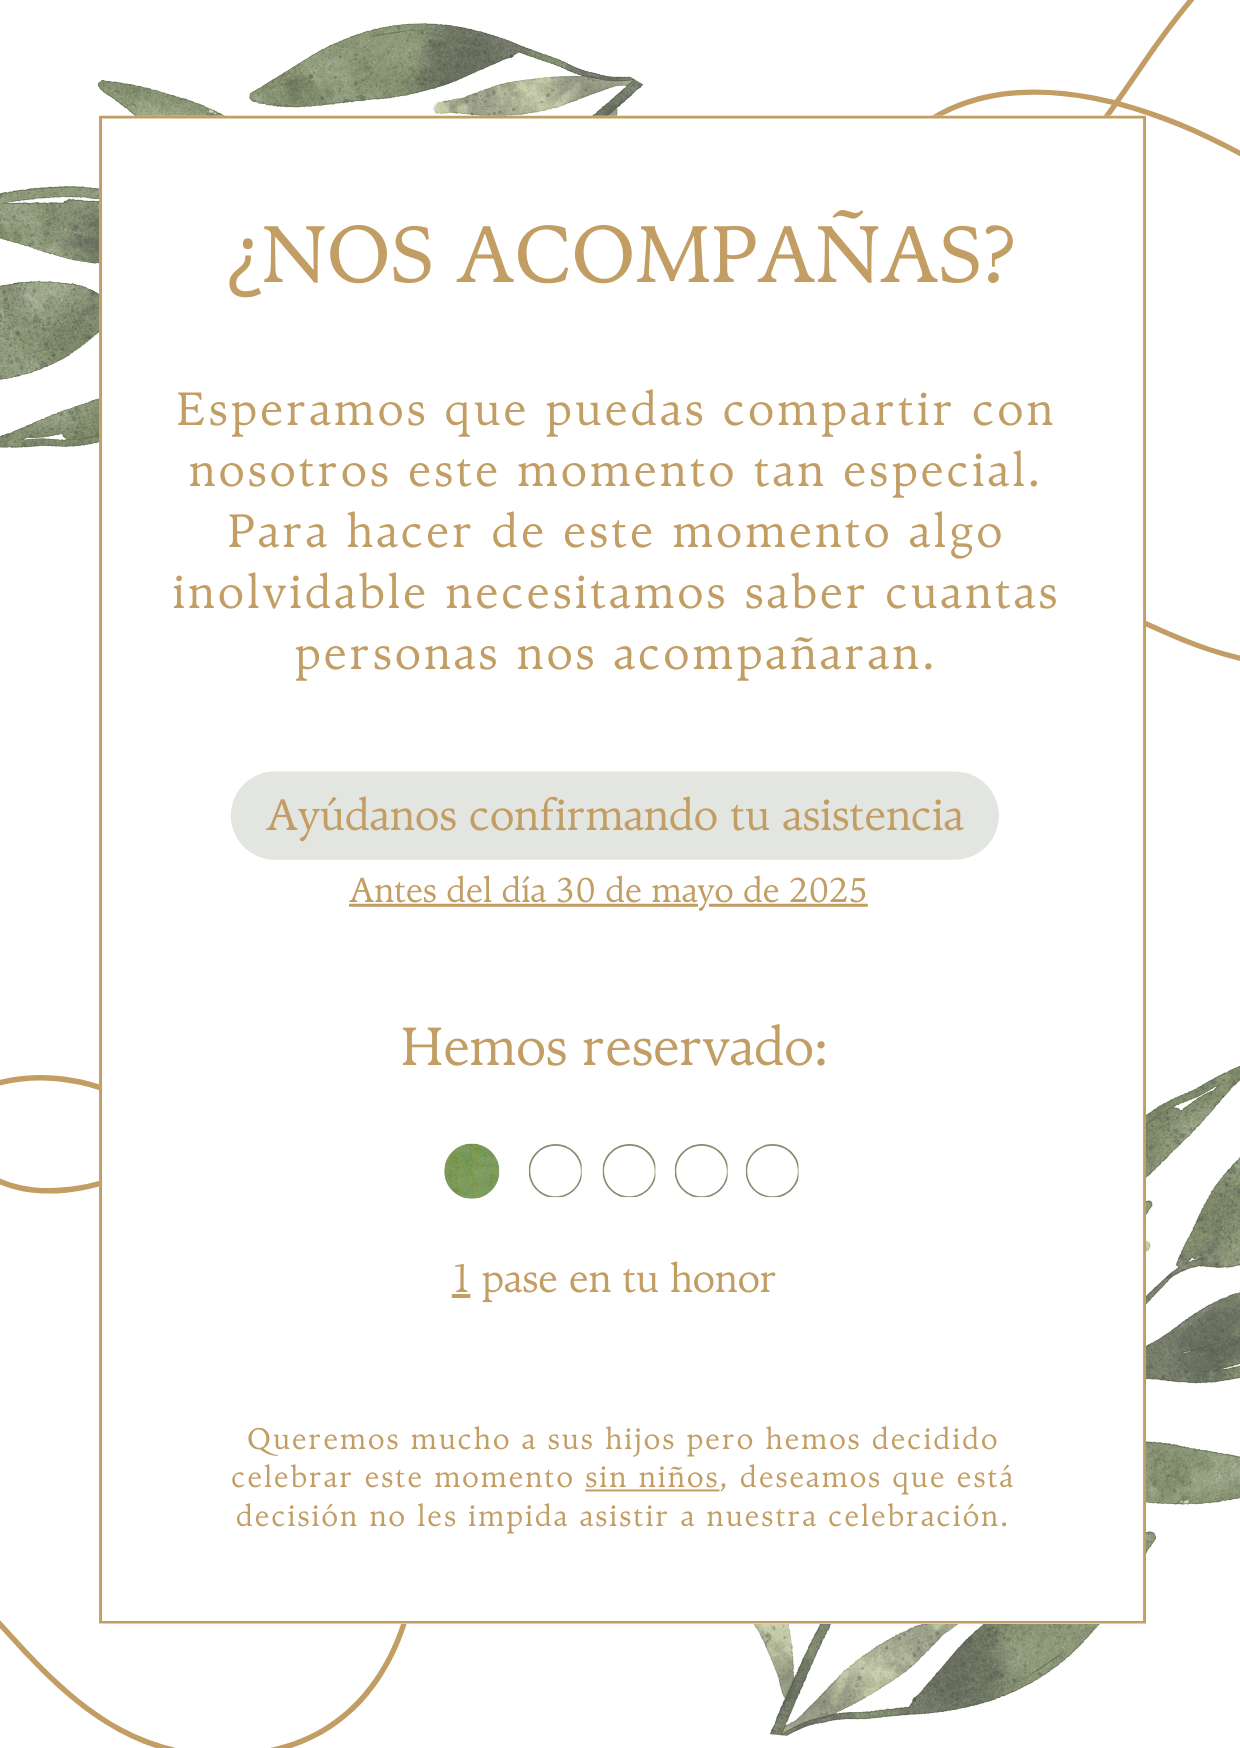 ¿NOS ACOMPAÑAS?
Esperamos que puedas compartir con
nosotros este momento tan especial.
Para hacer de este momento algo
inolvidable necesitamos saber cuantas
personas nos acompañaran.
Ayúdanos confirmando tu asistencia
Antes del día 30 de mayo de 2025
Hemos reservado:
1 pase en tu honor
Queremos mucho a sus hijos pero hemos decidido
celebrar este momento sin niños, deseamos que está
decisión no les impida asistir a nuestra celebración.